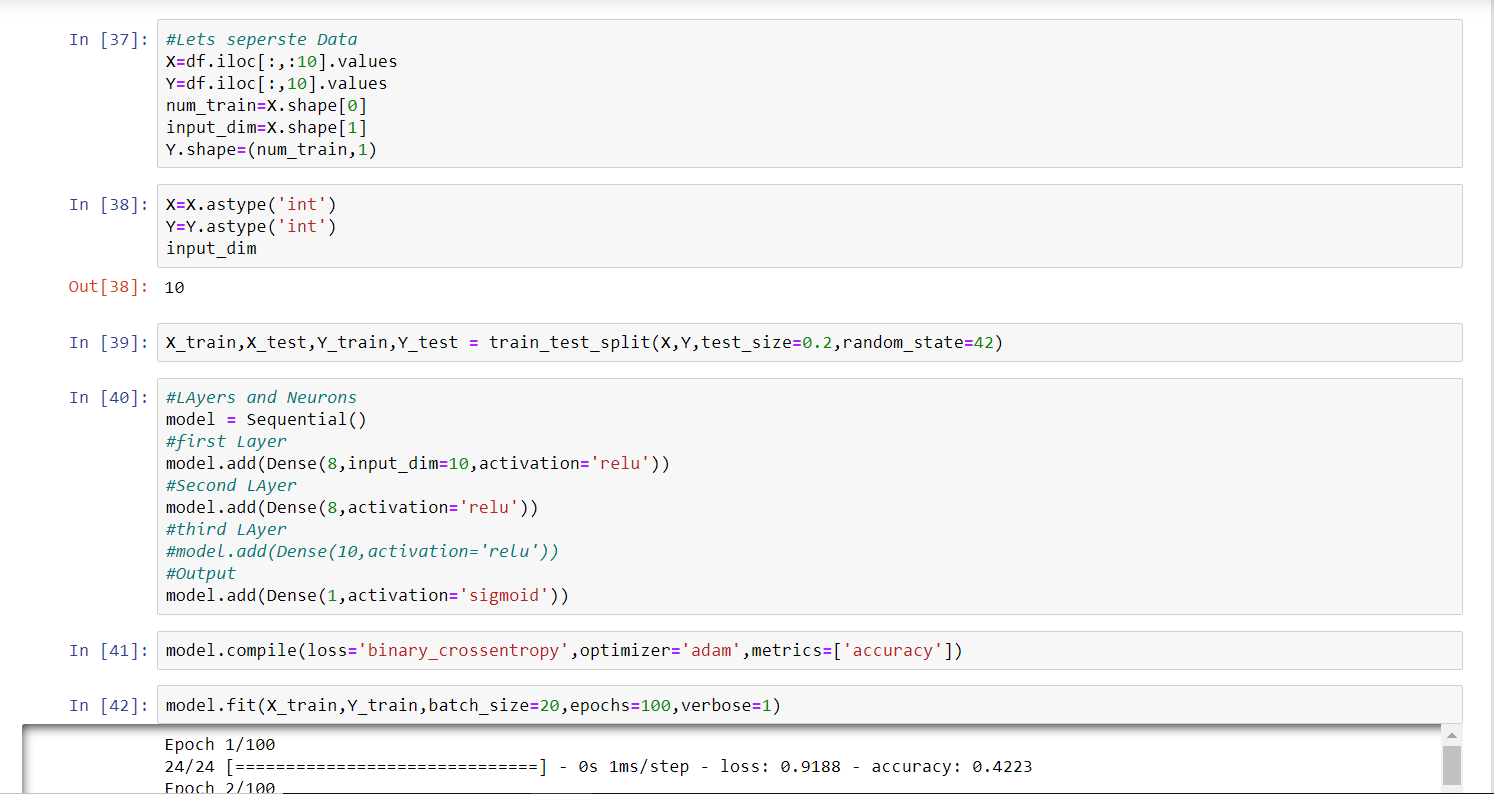 In [37]: #Lets seperste Data
X=df.iloc[:,:10].values
Y=df.iloc[:,10].values
num_train=X.shape[0]
input_dim=X.shape[1]
Y.shape=(num_train,1)
In [38]: X=X.astype('int')
Y=Y.astype('int')
input_dim
Out[38]: 10
In [39]: X_train,X_test,Y_train,Y_test = train_test_split(X,Y,test_size=0.2,random_state=42)
In [40]: #LAyers and Neurons
model = Sequential()
#first Layer
model.add(Dense(8,input_dim=10,activation='relu'))
#Second LAyer
model.add(Dense(8,activation='relu'))
#third LAyer
#model.add(Dense(10,activation='relu'))
#Output
model.add(Dense(1,activation='sigmoid'))
In [41]: model.compile(loss='binary_crossentropy',optimizer='adam',metrics=['accuracy'])
In [42]: model.fit(X_train,Y_train,batch_size=20,epochs=100,verbose=1)
Epoch 1/100
24/24 [==============================] - 0s 1ms/step - loss: 0.9188 - accuracy: 0.4223
Epoch 2/100